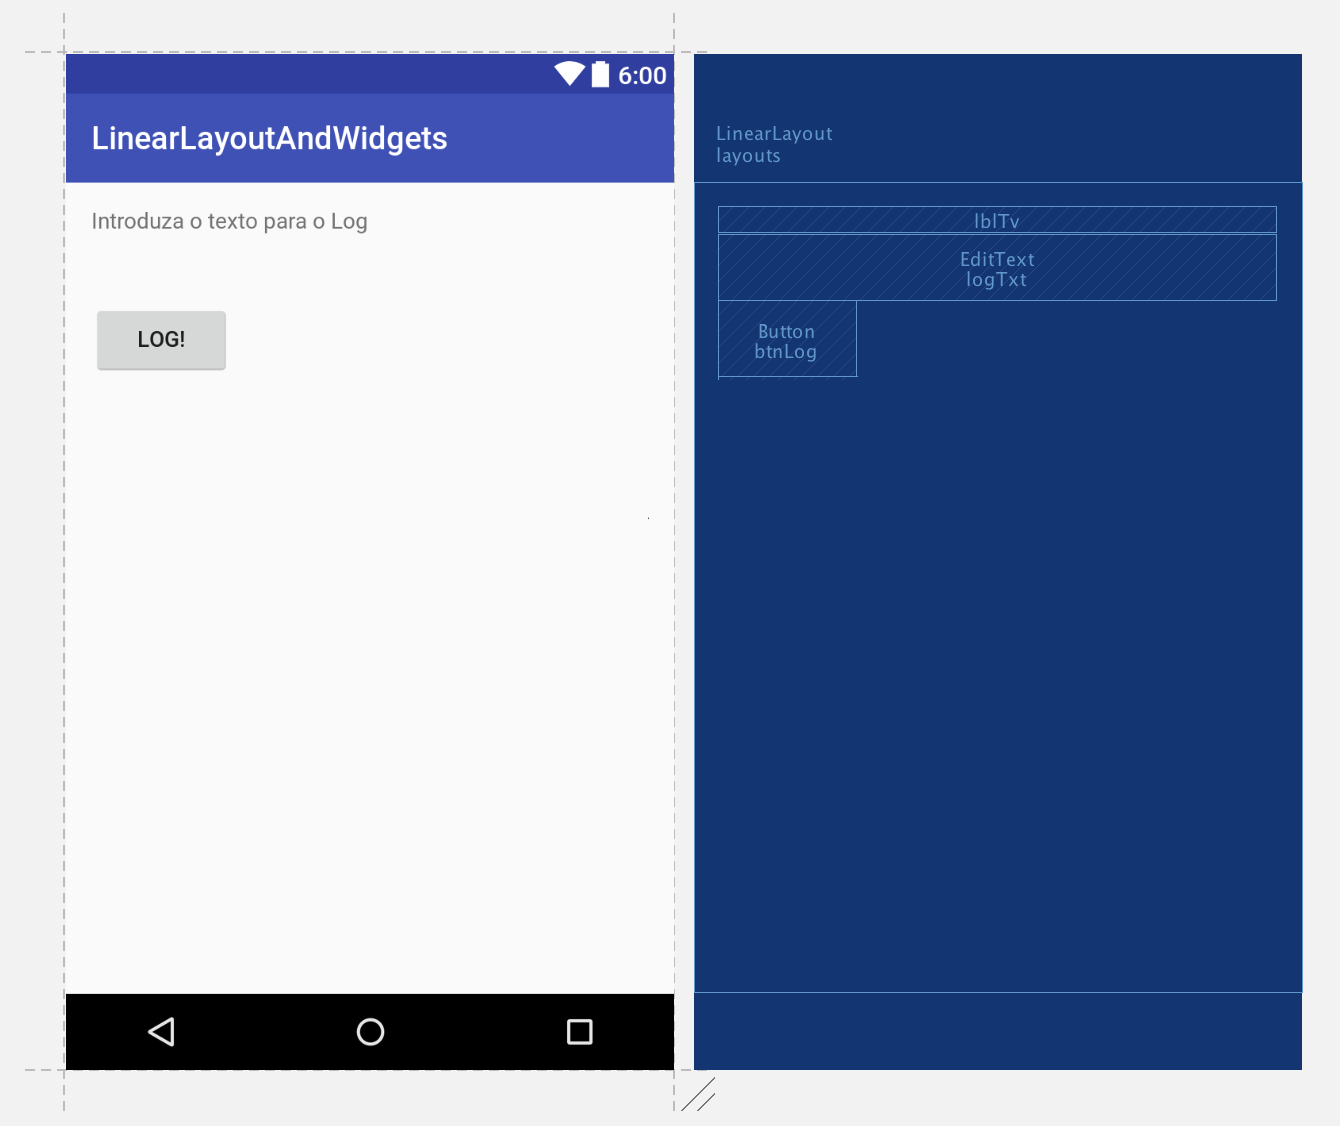 6:00
LinearLayoutAndWidgets
Introduza o texto para o Log
LOG!
LinearLayout
layouts
lblTv
EditText
logTxt
Button
btnLog